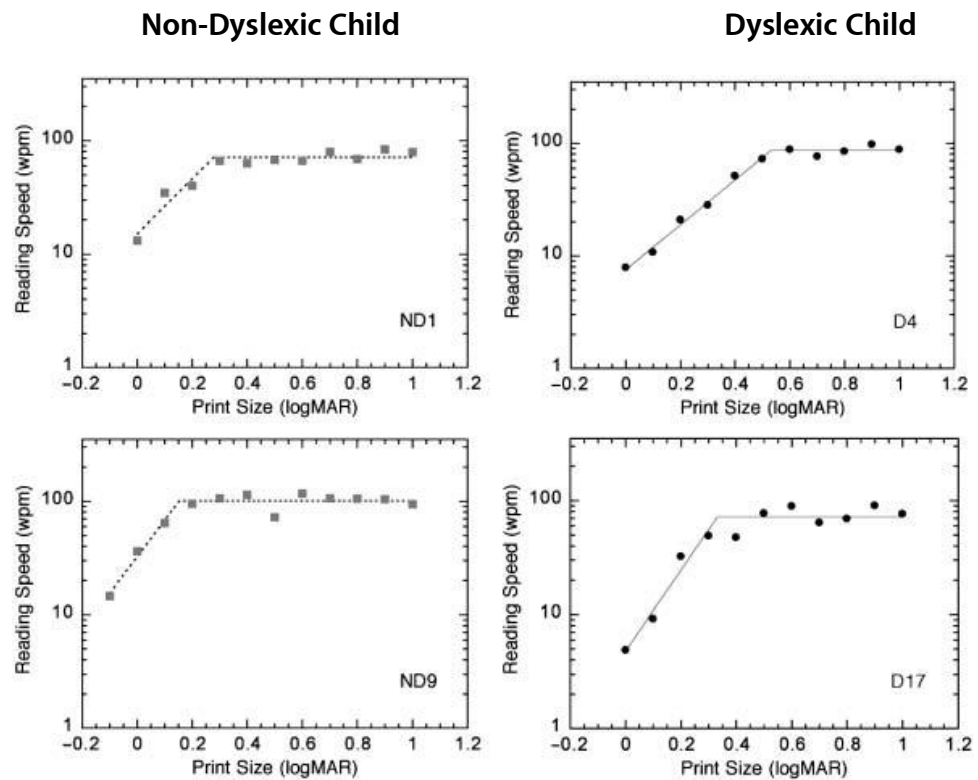 Non-Dyslexic Child
Dyslexic Child
Reading Speed (wpm)
100
10
1
ND1
−0.2 0 0.2 0.4 0.6 0.8 1 1.2
Print Size (logMAR)
Reading Speed (wpm)
100
10
1
D4
−0.2 0 0.2 0.4 0.6 0.8 1 1.2
Print Size (logMAR)
Reading Speed (wpm)
100
10
1
ND9
−0.2 0 0.2 0.4 0.6 0.8 1 1.2
Print Size (logMAR)
Reading Speed (wpm)
100
10
1
D17
−0.2 0 0.2 0.4 0.6 0.8 1 1.2
Print Size (logMAR)